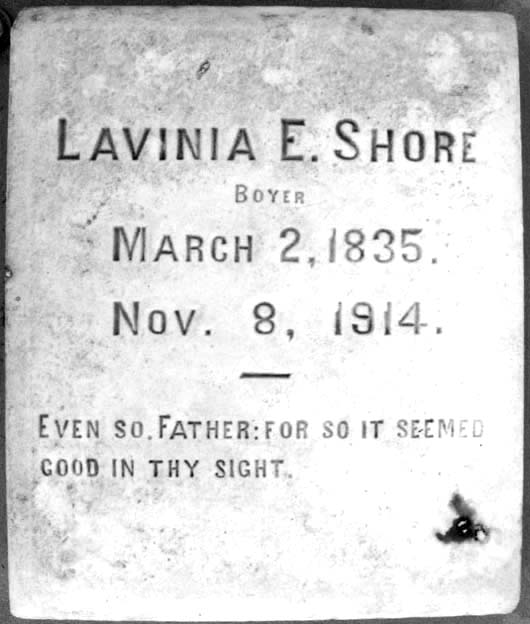 LAVINIA E. SHORE
BOYER
MARCH 2, 1835.
NOV. 8, 1914.
EVEN SO, FATHER: FOR SO IT SEEMED
GOOD IN THY SIGHT.